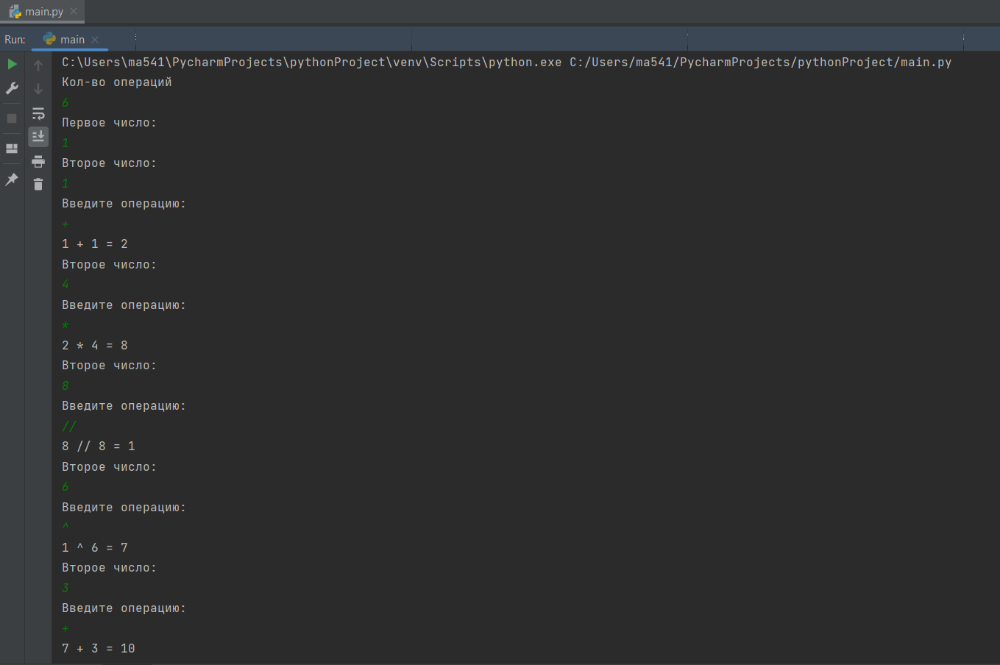 main.py
Run: main
C:\Users\ma541\PycharmProjects\pythonProject\venv\Scripts\python.exe C:/Users/ma541/PycharmProjects/pythonProject/main.py
Кол-во операций
6
Первое число:
1
Второе число:
1
Введите операцию:
+
1 + 1 = 2
Второе число:
4
Введите операцию:
*
2 * 4 = 8
Второе число:
8
Введите операцию:
//
8 // 8 = 1
Второе число:
6
Введите операцию:
^
1 ^ 6 = 7
Второе число:
3
Введите операцию:
+
7 + 3 = 10